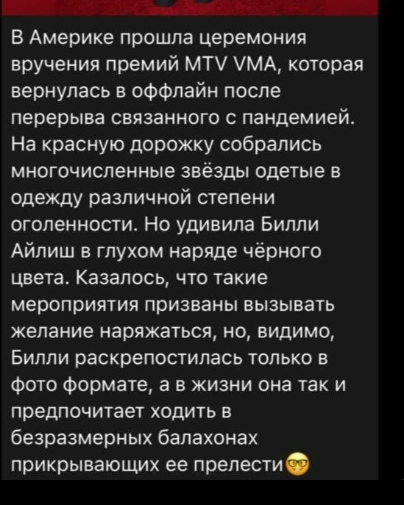 В Америке прошла церемония
вручения премий MTV VMA, которая
вернулась в оффлайн после
перерыва связанного с пандемией.
На красную дорожку собрались
многочисленные звёзды одетые в
одежду различной степени
оголенности. Но удивила Билли
Айлиш в глухом наряде чёрного
цвета. Казалось, что такие
мероприятия призваны вызывать
желание наряжаться, но, видимо,
Билли раскрепостилась только в
фото формате, а в жизни она так и
предпочитает ходить в
безразмерных балахонах
прикрывающих ее прелести🤓